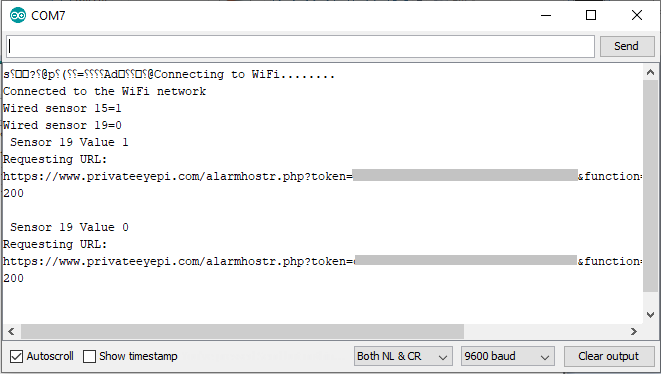 COM7
Send
Connecting to WiFi........
Connected to the WiFi network
Wired sensor 15=1
Wired sensor 19=0
Sensor 19 Value 1
Requesting URL:
https://www.privateeyepi.com/alarmhostr.php?token= &function=
200
Sensor 19 Value 0
Requesting URL:
https://www.privateeyepi.com/alarmhostr.php?token= &function=
200
Autoscroll Show timestamp Both NL & CR 9600 baud Clear output